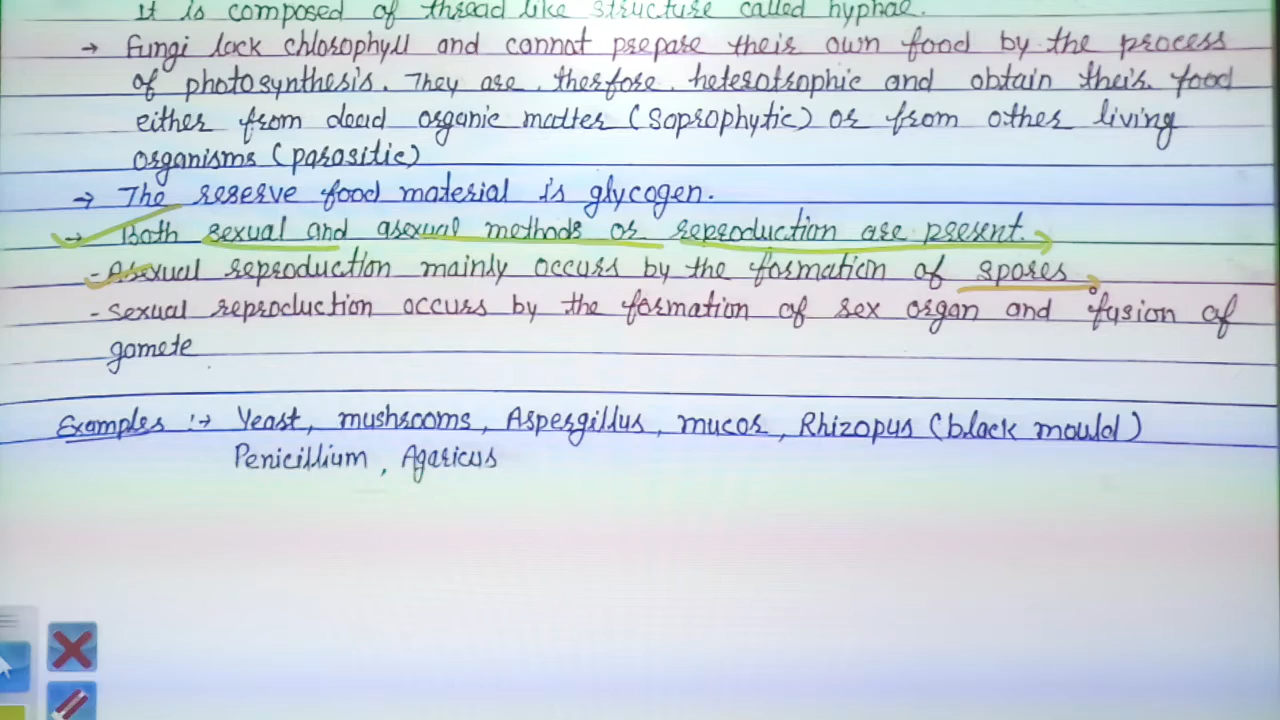 It is composed of thread like structure called hyphae.
→ Fungi lack chlorophyll and cannot prepare their own food by the process
of photosynthesis. They are, therfore, heterotrophic and obtain their food
either from dead organic matter (Saprophytic) or from other living
organisms (parasitic)
→ The reserve food material is glycogen.
→ Both sexual and asexual methods or reproduction are present.
- Asexual reproduction mainly occurs by the formation of spores
- Sexual reproduction occurs by the formation of sex organ and fusion of
gamete
Examples :→ Yeast, mushrooms, Aspergillus, mucor, Rhizopus (black mould)
Penicillium, Agaricus